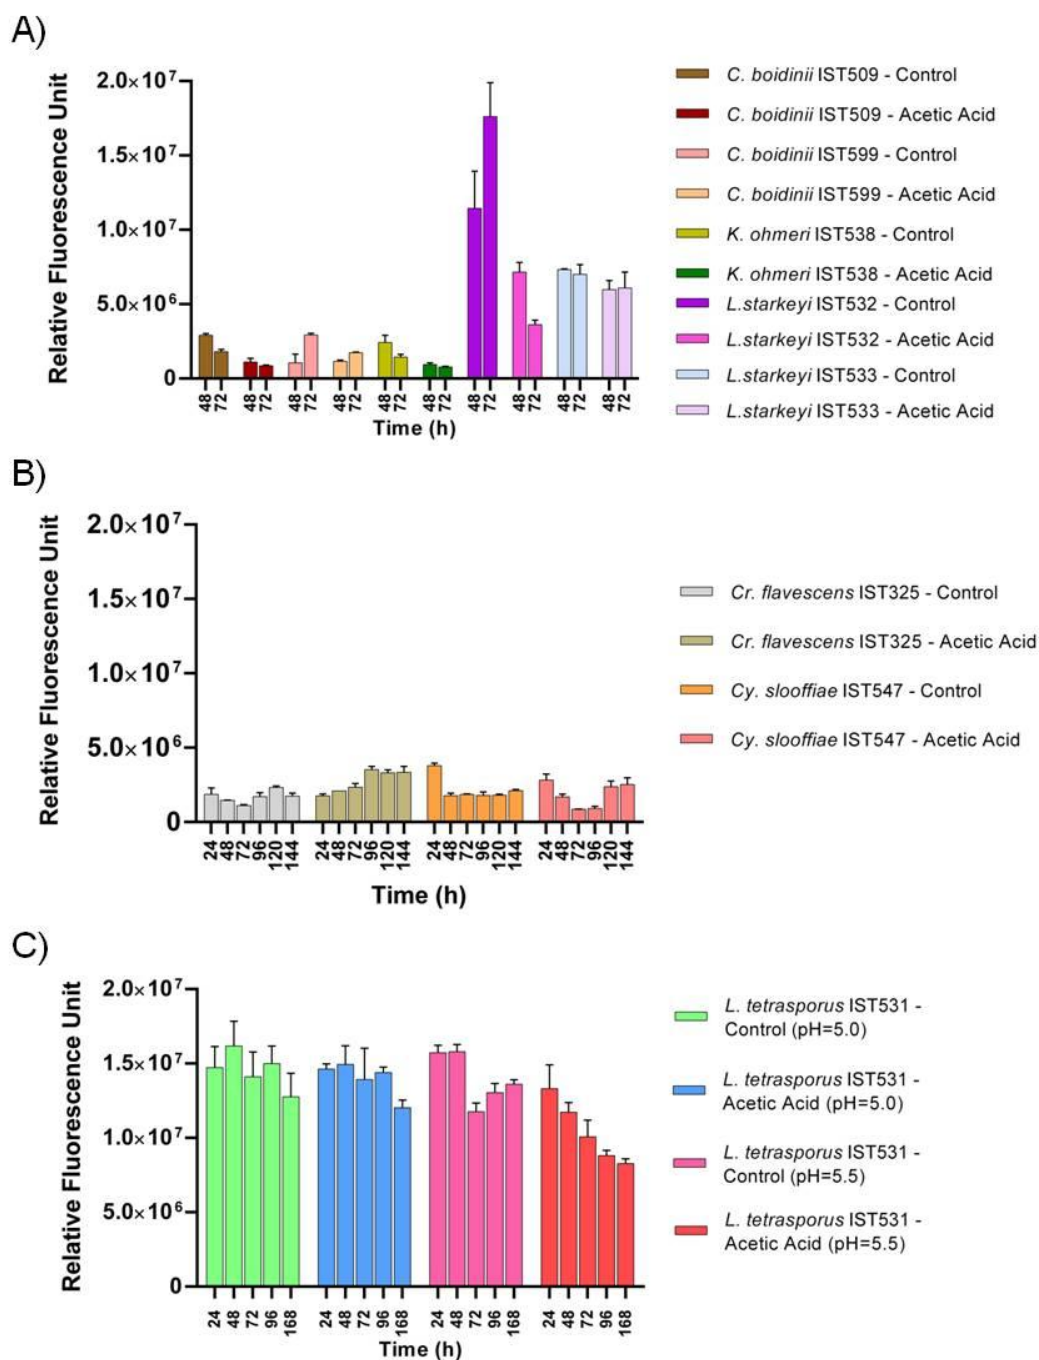 A)
Relative Fluorescence Unit
2.0×10⁷
1.5×10⁷
1.0×10⁷
5.0×10⁶
0
48 72 48 72 48 72 48 72 48 72 48 72 48 72 48 72 48 72 48 72
Time (h)
C. boidinii IST509 - Control
C. boidinii IST509 - Acetic Acid
C. boidinii IST599 - Control
C. boidinii IST599 - Acetic Acid
K. ohmeri IST538 - Control
K. ohmeri IST538 - Acetic Acid
L.starkeyi IST532 - Control
L.starkeyi IST532 - Acetic Acid
L.starkeyi IST533 - Control
L.starkeyi IST533 - Acetic Acid
B)
Relative Fluorescence Unit
2.0×10⁷
1.5×10⁷
1.0×10⁷
5.0×10⁶
0
24 48 72 96 120 144 24 48 72 96 120 144 24 48 72 96 120 144 24 48 72 96 120 144
Time (h)
Cr. flavescens IST325 - Control
Cr. flavescens IST325 - Acetic Acid
Cy. slooffiae IST547 - Control
Cy. slooffiae IST547 - Acetic Acid
C)
Relative Fluorescence Unit
2.0×10⁷
1.5×10⁷
1.0×10⁷
5.0×10⁶
0
24 48 72 96 168 24 48 72 96 168 24 48 72 96 168 24 48 72 96 168
Time (h)
L. tetrasporus IST531 -
Control (pH=5.0)
L. tetrasporus IST531 -
Acetic Acid (pH=5.0)
L. tetrasporus IST531 -
Control (pH=5.5)
L. tetrasporus IST531 -
Acetic Acid (pH=5.5)